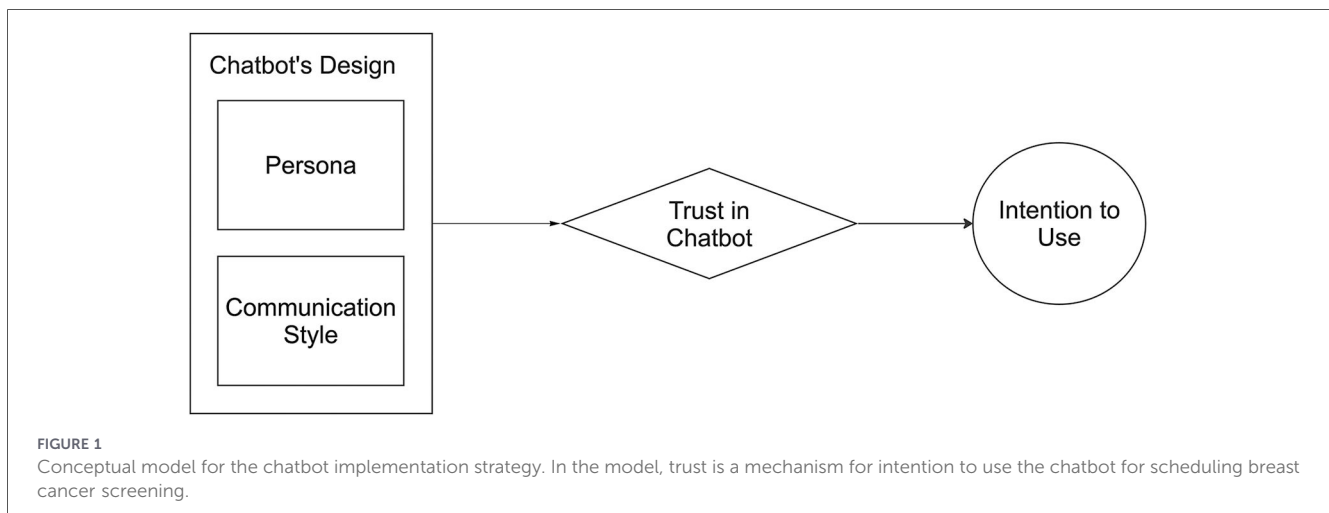 Chatbot's Design
Persona
Communication
Style
Trust in
Chatbot
Intention to
Use
FIGURE 1
Conceptual model for the chatbot implementation strategy. In the model, trust is a mechanism for intention to use the chatbot for scheduling breast
cancer screening.